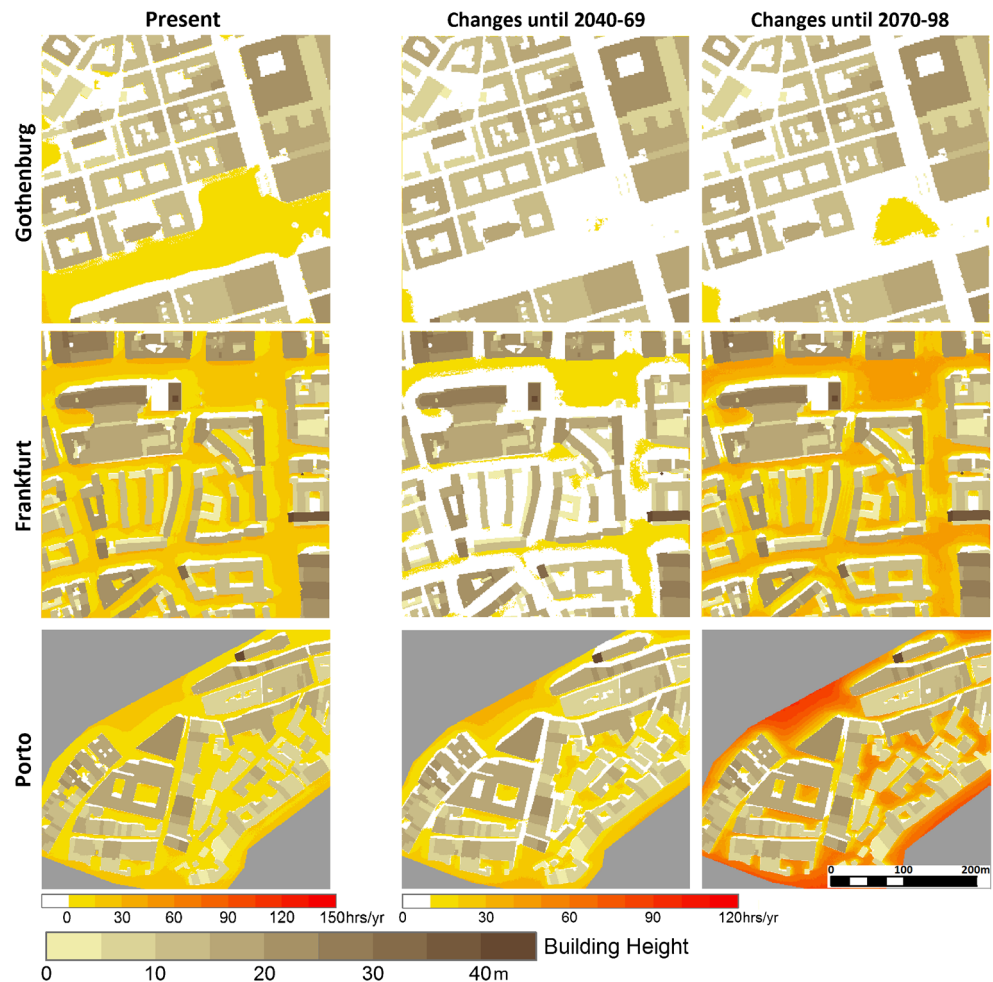 Present Changes until 2040-69 Changes until 2070-98
Gothenburg
Frankfurt
Porto
0 100 200m
0 30 60 90 120 150hrs/yr 0 30 60 90 120hrs/yr
Building Height
0 10 20 30 40m